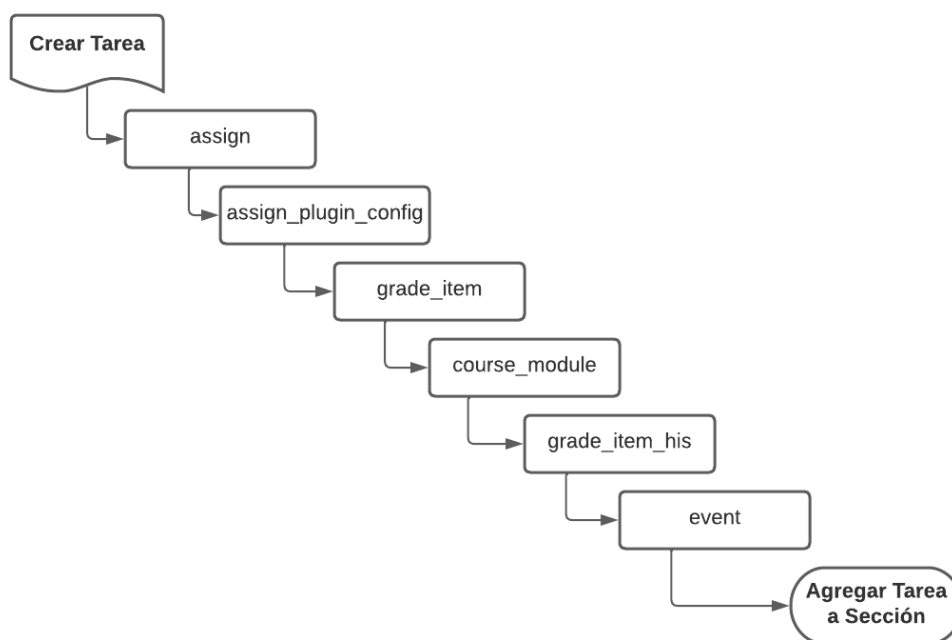 Crear Tarea
assign
assign_plugin_config
grade_item
course_module
grade_item_his
event
Agregar Tarea
a Sección